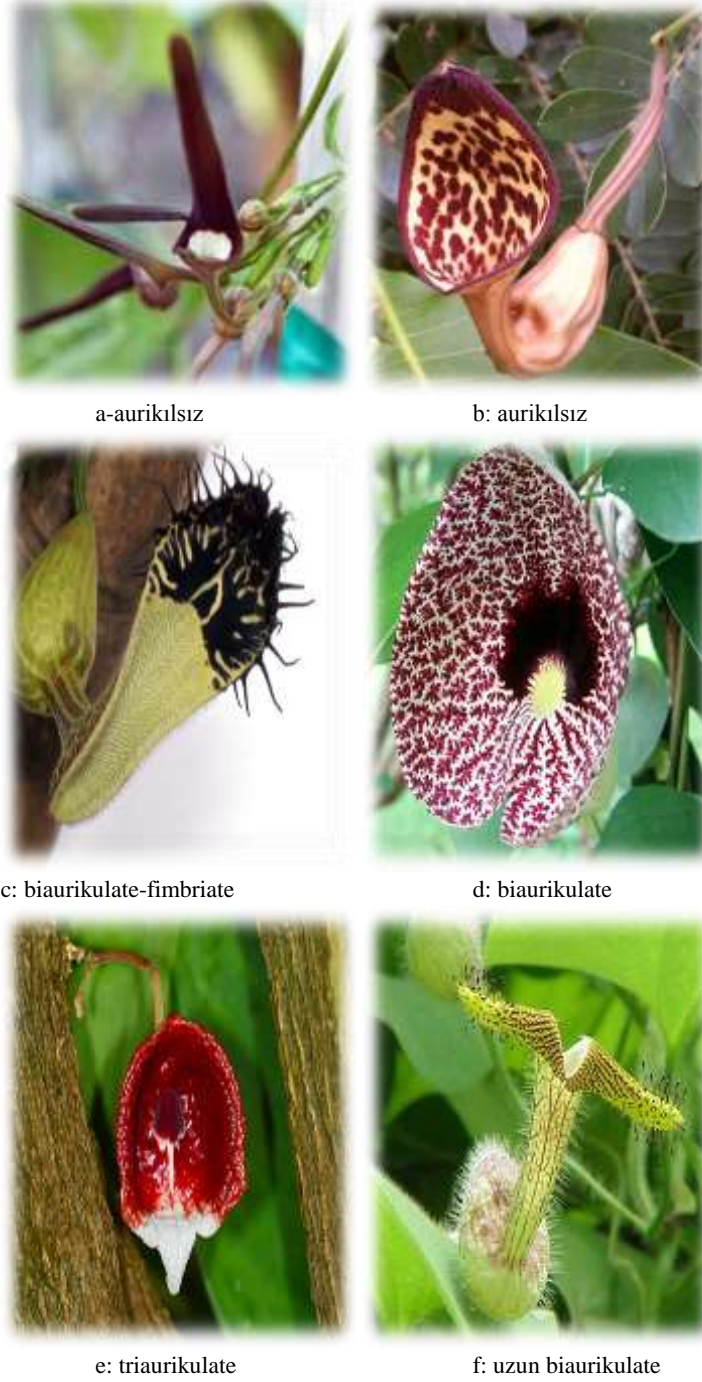 a-aurikılsız
b: aurikılsız
c: biaurikulate-fimbriate
d: biaurikulate
e: triaurikulate
f: uzun biaurikulate